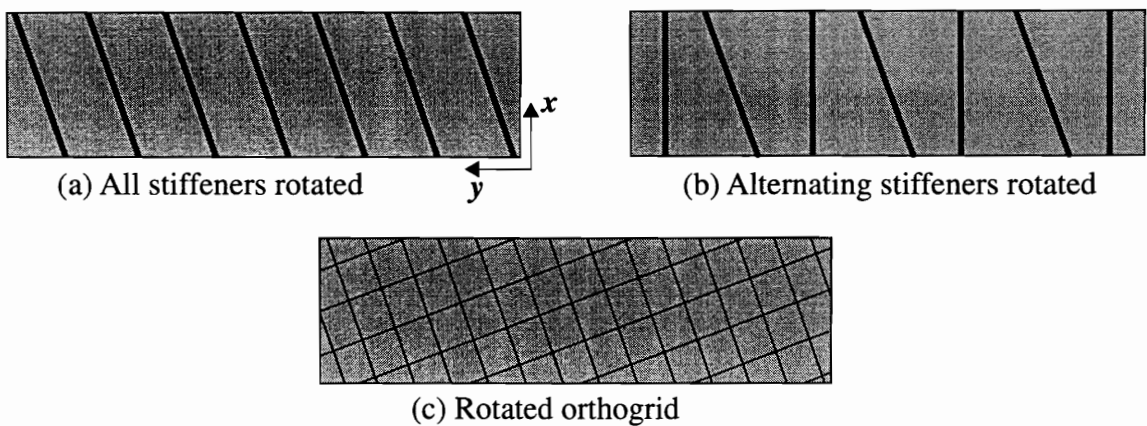 x
y
(a) All stiffeners rotated
(b) Alternating stiffeners rotated
(c) Rotated orthogrid